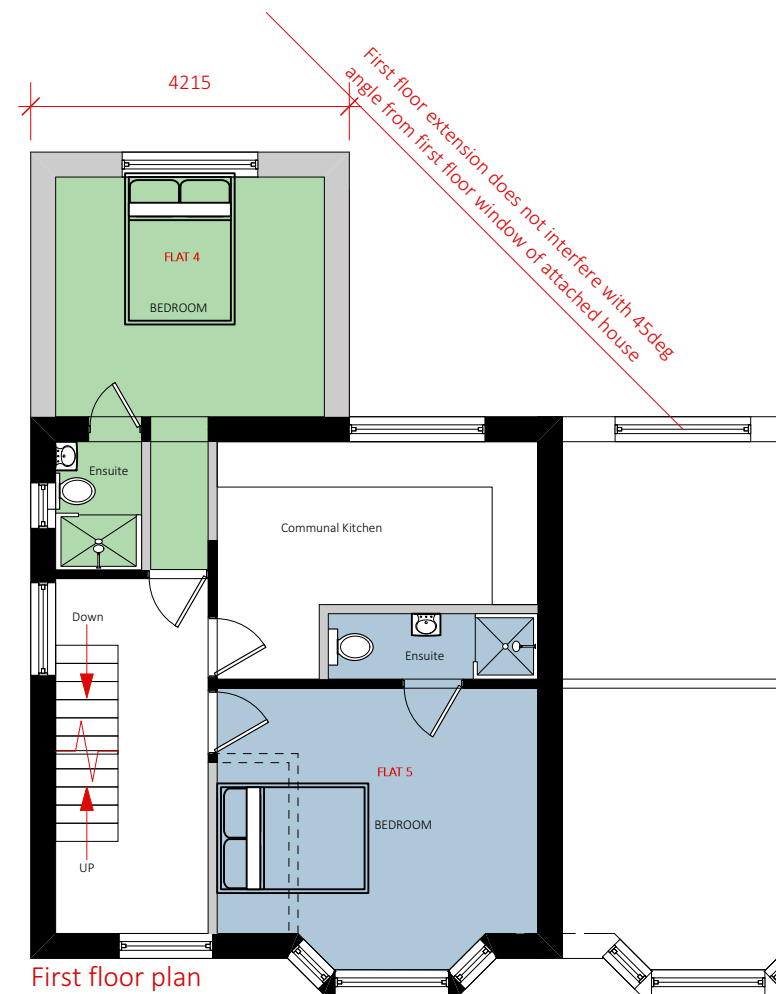 4215
First floor extension does not interfere with 45deg
angle from first floor window of attached house
FLAT 4
BEDROOM
Ensuite
Communal Kitchen
Down
Ensuite
FLAT 5
BEDROOM
UP
First floor plan